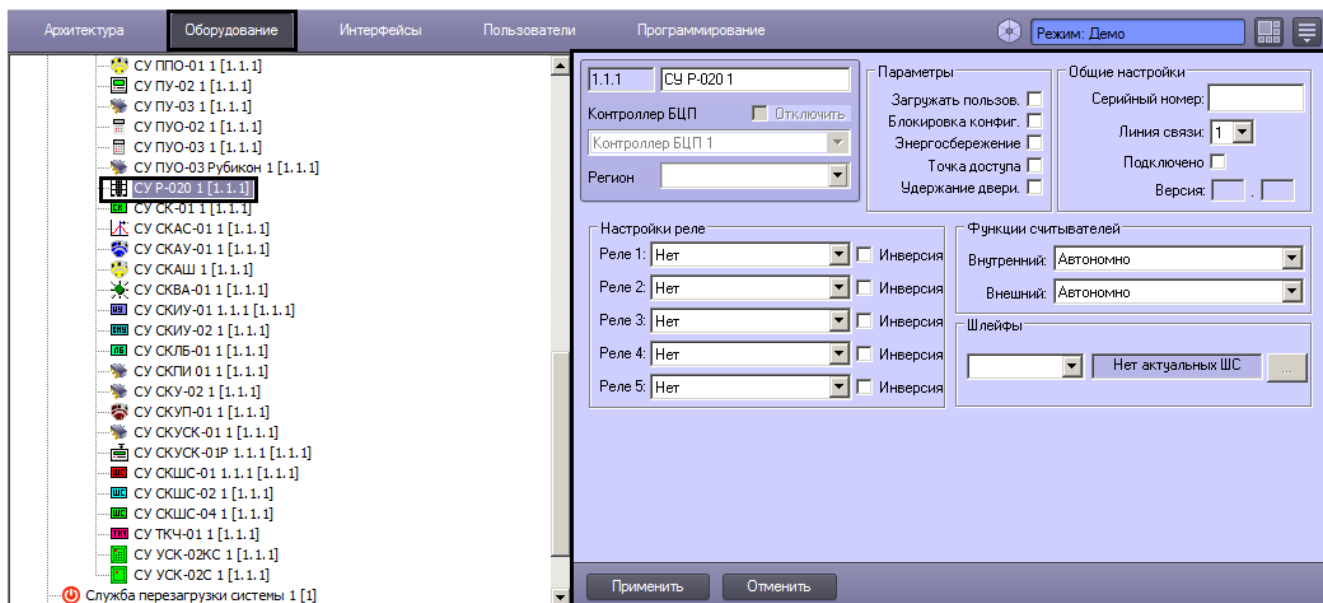 Архитектура Оборудование Интерфейсы Пользователи Программирование Режим: Демо
СУ ППО-01 1 [1.1.1]
СУ ПУ-02 1 [1.1.1]
СУ ПУ-03 1 [1.1.1]
СУ ПУО-02 1 [1.1.1]
СУ ПУО-03 1 [1.1.1]
СУ ПУО-03 Рубикон 1 [1.1.1]
СУ Р-020 1 [1.1.1]
СУ СК-01 1 [1.1.1]
СУ СКАС-01 1 [1.1.1]
СУ СКАУ-01 1 [1.1.1]
СУ СКАШ 1 [1.1.1]
СУ СКВА-01 1 [1.1.1]
СУ СКИУ-01 1.1.1 [1.1.1]
СУ СКИУ-02 1 [1.1.1]
СУ СКЛБ-01 1 [1.1.1]
СУ СКПИ 01 1 [1.1.1]
СУ СКУ-02 1 [1.1.1]
СУ СКУП-01 1 [1.1.1]
СУ СКУСК-01 1 [1.1.1]
СУ СКУСК-01Р 1.1.1 [1.1.1]
СУ СКШС-01 1.1.1 [1.1.1]
СУ СКШС-02 1 [1.1.1]
СУ СКШС-04 1 [1.1.1]
СУ ТКЧ-01 1 [1.1.1]
СУ УСК-02КС 1 [1.1.1]
СУ УСК-02С 1 [1.1.1]
Служба перезагрузки системы 1 [1]
1.1.1 СУ Р-020 1
Контроллер БЦП Отключить
Контроллер БЦП 1
Регион
Параметры
Загружать пользов.
Блокировка конфиг.
Энергосбережение
Точка доступа
Удержание двери.
Общие настройки
Серийный номер:
Линия связи: 1
Подключено
Версия: .
Настройки реле
Реле 1: Нет Инверсия
Реле 2: Нет Инверсия
Реле 3: Нет Инверсия
Реле 4: Нет Инверсия
Реле 5: Нет Инверсия
Функции считывателей
Внутренний: Автономно
Внешний: Автономно
Шлейфы
Нет актуальных ШС ...
Применить Отменить